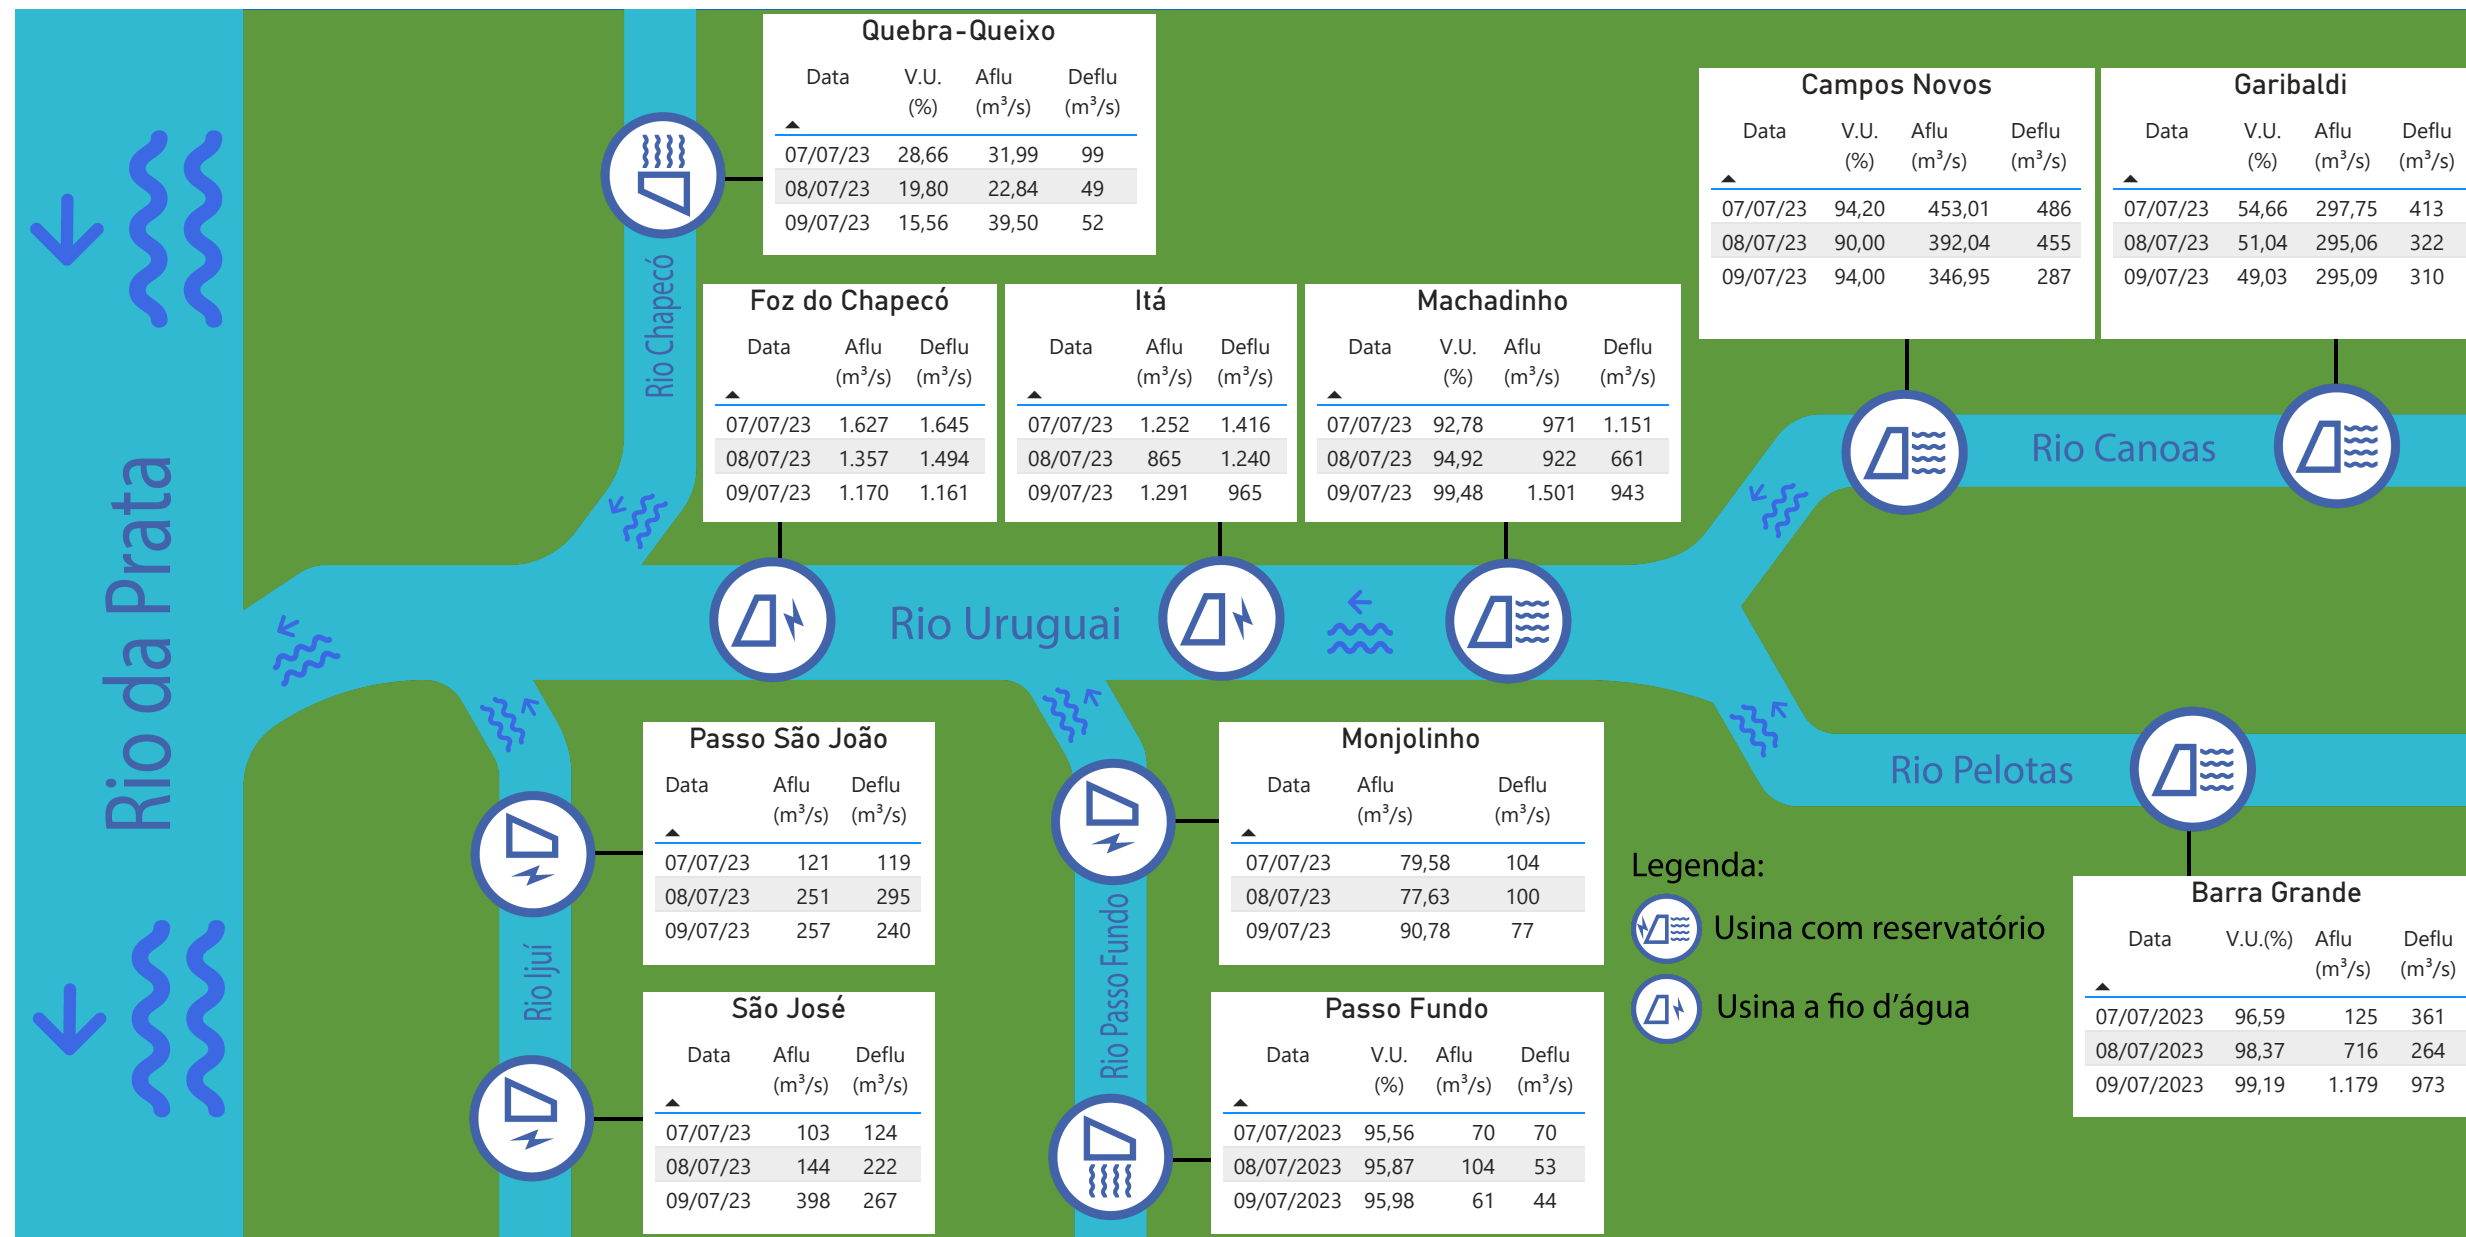 Quebra-Queixo
Data V.U. (%) Aflu (m³/s) Deflu (m³/s)
07/07/23 28,66 31,99 99
08/07/23 19,80 22,84 49
09/07/23 15,56 39,50 52
Campos Novos
Data V.U. (%) Aflu (m³/s) Deflu (m³/s)
07/07/23 94,20 453,01 486
08/07/23 90,00 392,04 455
09/07/23 94,00 346,95 287
Garibaldi
Data V.U. (%) Aflu (m³/s) Deflu (m³/s)
07/07/23 54,66 297,75 413
08/07/23 51,04 295,06 322
09/07/23 49,03 295,09 310
Rio Chapecó
Foz do Chapecó
Data Aflu (m³/s) Deflu (m³/s)
07/07/23 1.627 1.645
08/07/23 1.357 1.494
09/07/23 1.170 1.161
Itá
Data Aflu (m³/s) Deflu (m³/s)
07/07/23 1.252 1.416
08/07/23 865 1.240
09/07/23 1.291 965
Machadinho
Data V.U. (%) Aflu (m³/s) Deflu (m³/s)
07/07/23 92,78 971 1.151
08/07/23 94,92 922 661
09/07/23 99,48 1.501 943
Rio Canoas
Rio da Prata
Rio Uruguai
Rio Pelotas
Passo São João
Data Aflu (m³/s) Deflu (m³/s)
07/07/23 121 119
08/07/23 251 295
09/07/23 257 240
Monjolinho
Data Aflu (m³/s) Deflu (m³/s)
07/07/23 79,58 104
08/07/23 77,63 100
09/07/23 90,78 77
Legenda:
Usina com reservatório
Usina a fio d'água
Barra Grande
Data V.U.(%) Aflu (m³/s) Deflu (m³/s)
07/07/2023 96,59 125 361
08/07/2023 98,37 716 264
09/07/2023 99,19 1.179 973
Rio Ijuí
Rio Passo Fundo
São José
Data Aflu (m³/s) Deflu (m³/s)
07/07/23 103 124
08/07/23 144 222
09/07/23 398 267
Passo Fundo
Data V.U. (%) Aflu (m³/s) Deflu (m³/s)
07/07/2023 95,56 70 70
08/07/2023 95,87 104 53
09/07/2023 95,98 61 44